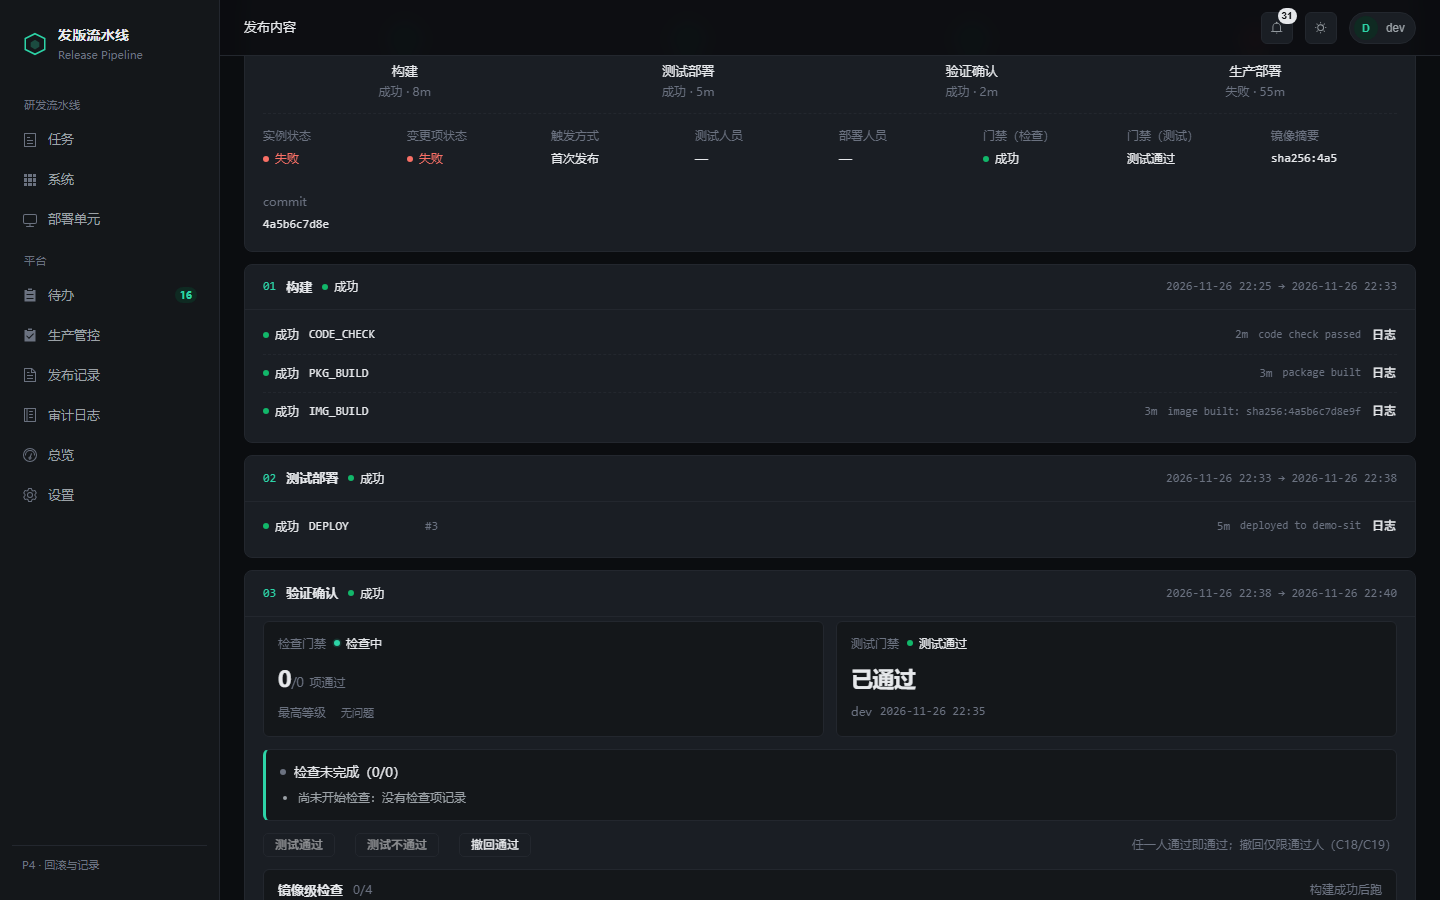 发版流水线
Release Pipeline
研发流水线
任务
系统
部署单元
平台
待办 16
生产管控
发布记录
审计日志
总览
设置
P4 · 回滚与记录
发布内容
31
D dev
构建 测试部署 验证确认 生产部署
成功 · 8m 成功 · 5m 成功 · 2m 失败 · 55m
实例状态 变更项状态 触发方式 测试人员 部署人员 门禁（检查） 门禁（测试） 镜像摘要
失败 失败 首次发布 — — 成功 测试通过 sha256:4a5
commit
4a5b6c7d8e
01 构建 成功 2026-11-26 22:25 → 2026-11-26 22:33
成功 CODE_CHECK 2m code check passed 日志
成功 PKG_BUILD 3m package built 日志
成功 IMG_BUILD 3m image built: sha256:4a5b6c7d8e9f 日志
02 测试部署 成功 2026-11-26 22:33 → 2026-11-26 22:38
成功 DEPLOY #3 5m deployed to demo-sit 日志
03 验证确认 成功 2026-11-26 22:38 → 2026-11-26 22:40
检查门禁 检查中
0/0 项通过
最高等级 无问题
测试门禁 测试通过
已通过
dev 2026-11-26 22:35
检查未完成（0/0）
尚未开始检查：没有检查项记录
测试通过 测试不通过 撤回通过 任一人通过即通过；撤回仅限通过人（C18/C19）
镜像级检查 0/4 构建成功后跑